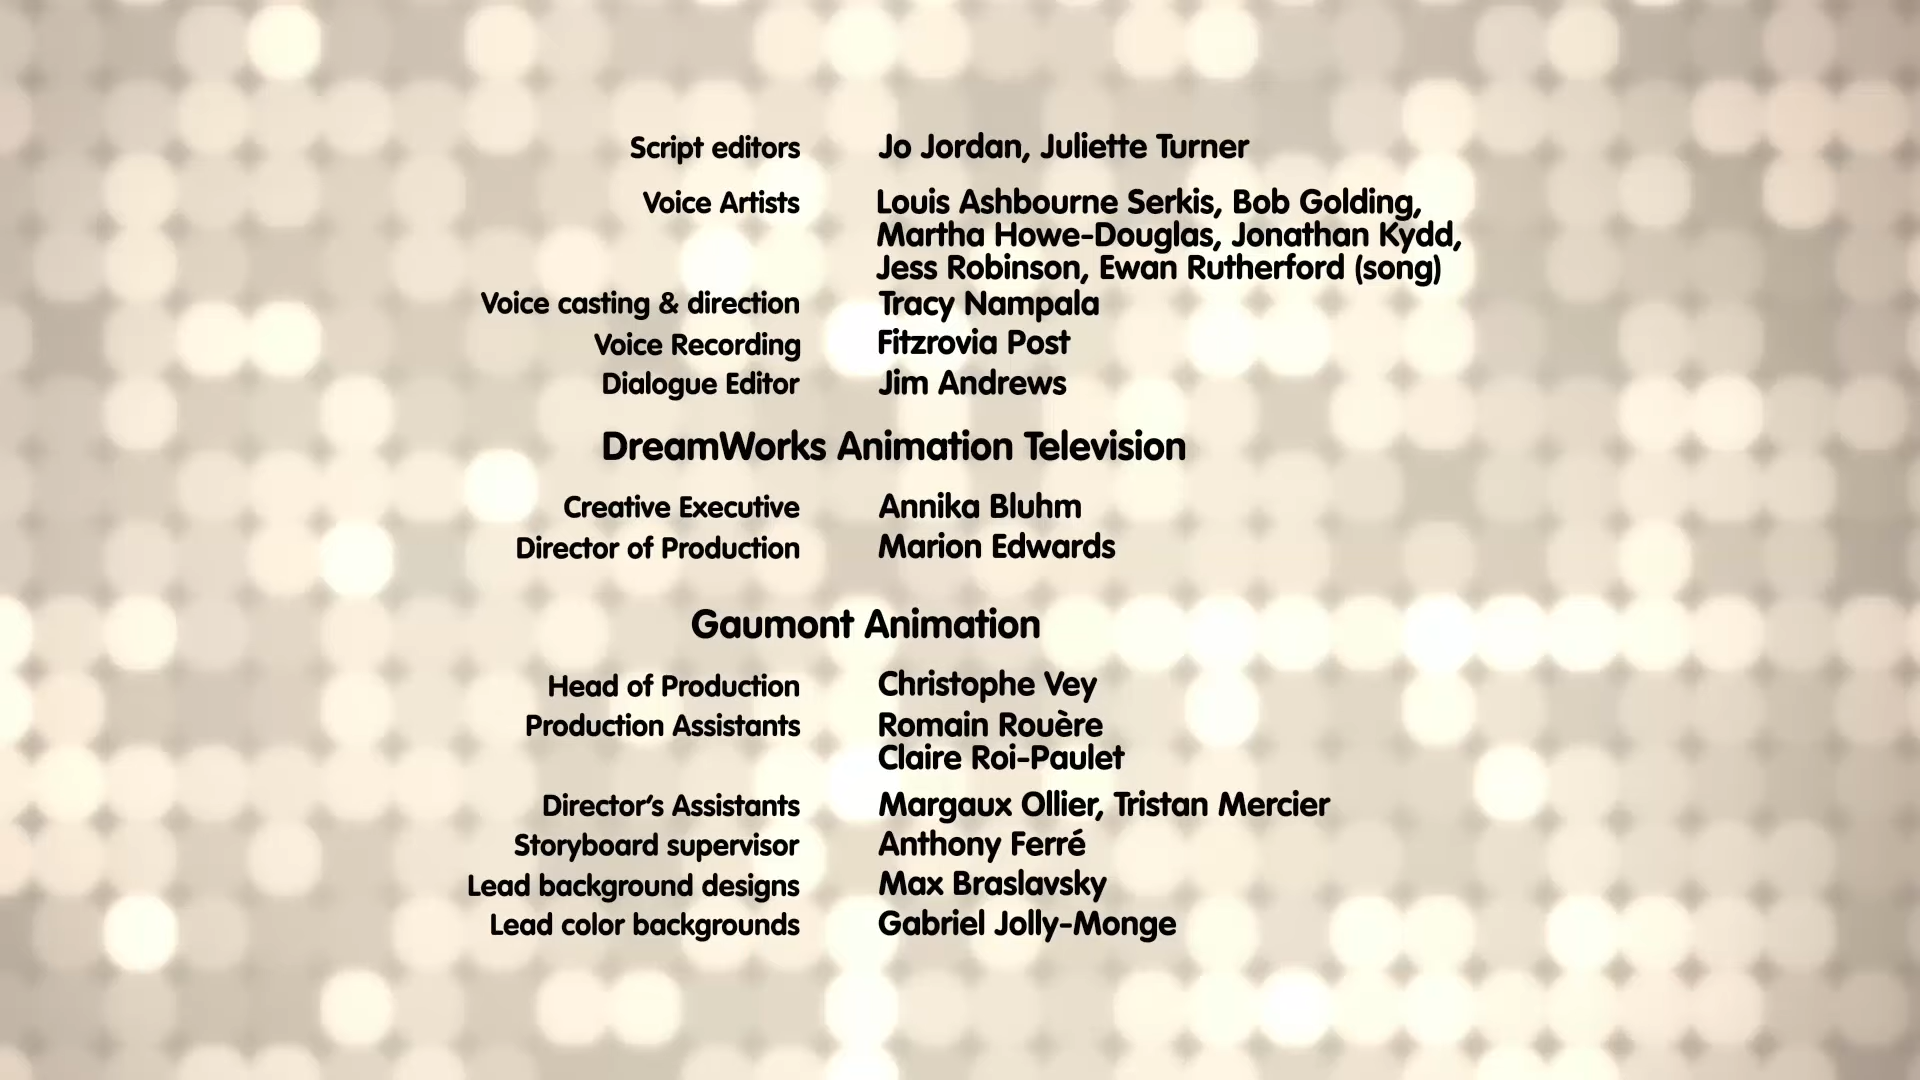 Script editors Jo Jordan, Juliette Turner
Voice Artists Louis Ashbourne Serkis, Bob Golding,
Martha Howe-Douglas, Jonathan Kydd,
Jess Robinson, Ewan Rutherford (song)
Voice casting & direction Tracy Nampala
Voice Recording Fitzrovia Post
Dialogue Editor Jim Andrews
DreamWorks Animation Television
Creative Executive Annika Bluhm
Director of Production Marion Edwards
Gaumont Animation
Head of Production Christophe Vey
Production Assistants Romain Rouère
Claire Roi-Paulet
Director's Assistants Margaux Ollier, Tristan Mercier
Storyboard supervisor Anthony Ferré
Lead background designs Max Braslavsky
Lead color backgrounds Gabriel Jolly-Monge